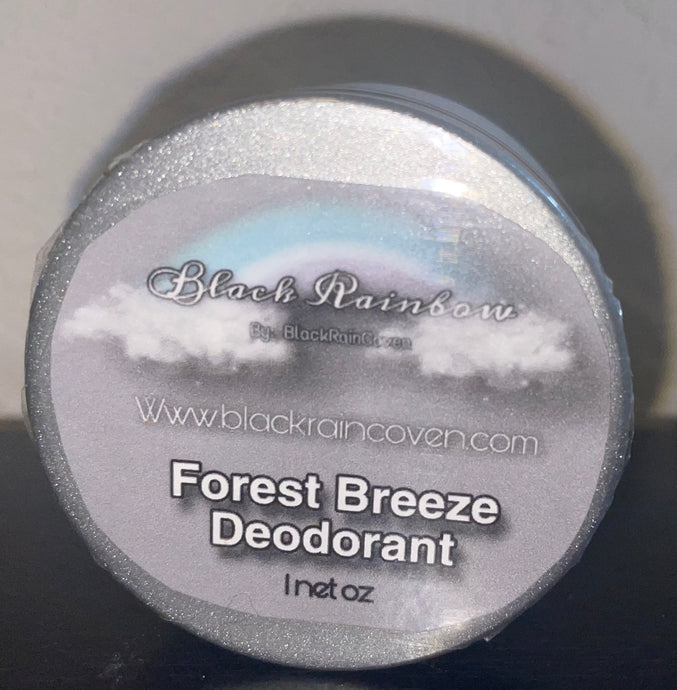 Black Rainbow
By: BlackRainCoven
Www.blackraincoven.com
Forest Breeze
Deodorant
1 net oz